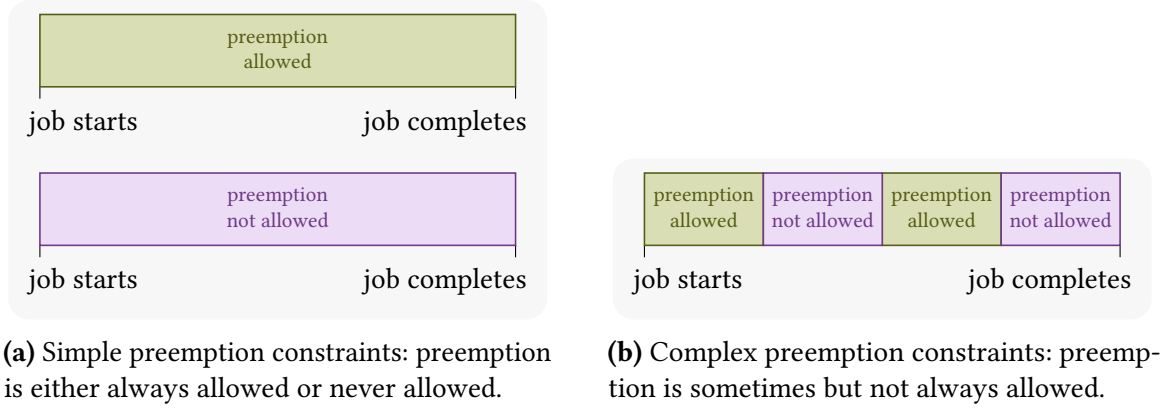 preemption
allowed
job starts
job completes
preemption
not allowed
job starts
job completes
(a) Simple preemption constraints: preemption
is either always allowed or never allowed.
preemption
allowed
preemption
not allowed
preemption
allowed
preemption
not allowed
job starts
job completes
(b) Complex preemption constraints: preemp-
tion is sometimes but not always allowed.